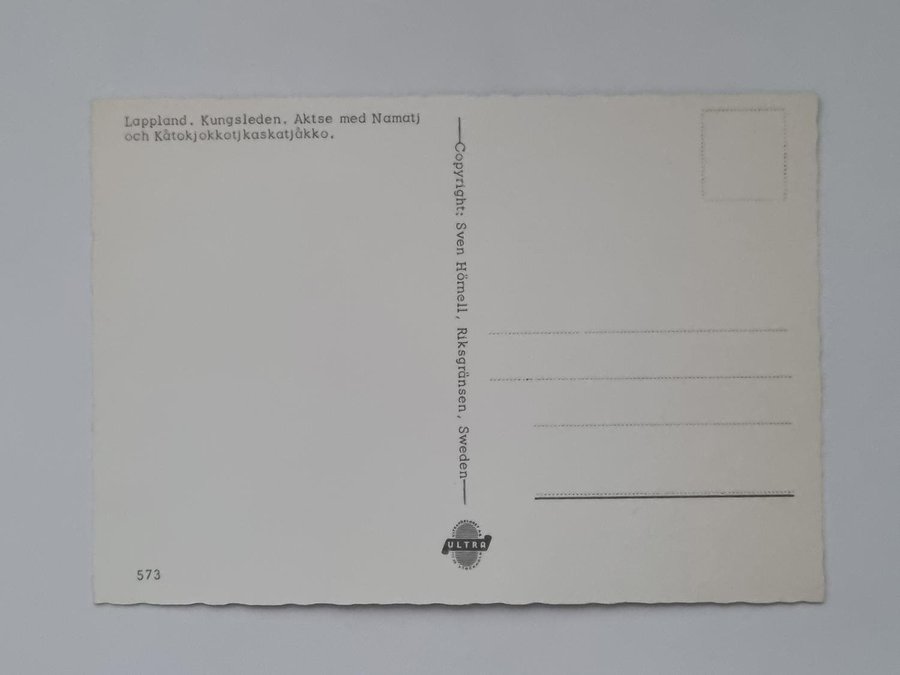 Lappland. Kungsleden. Aktse med Namatj
och Kåtokjokkotjkaskatjåkko.
Copyright: Sven Hörnell, Riksgränsen, Sweden
ULTRA
573